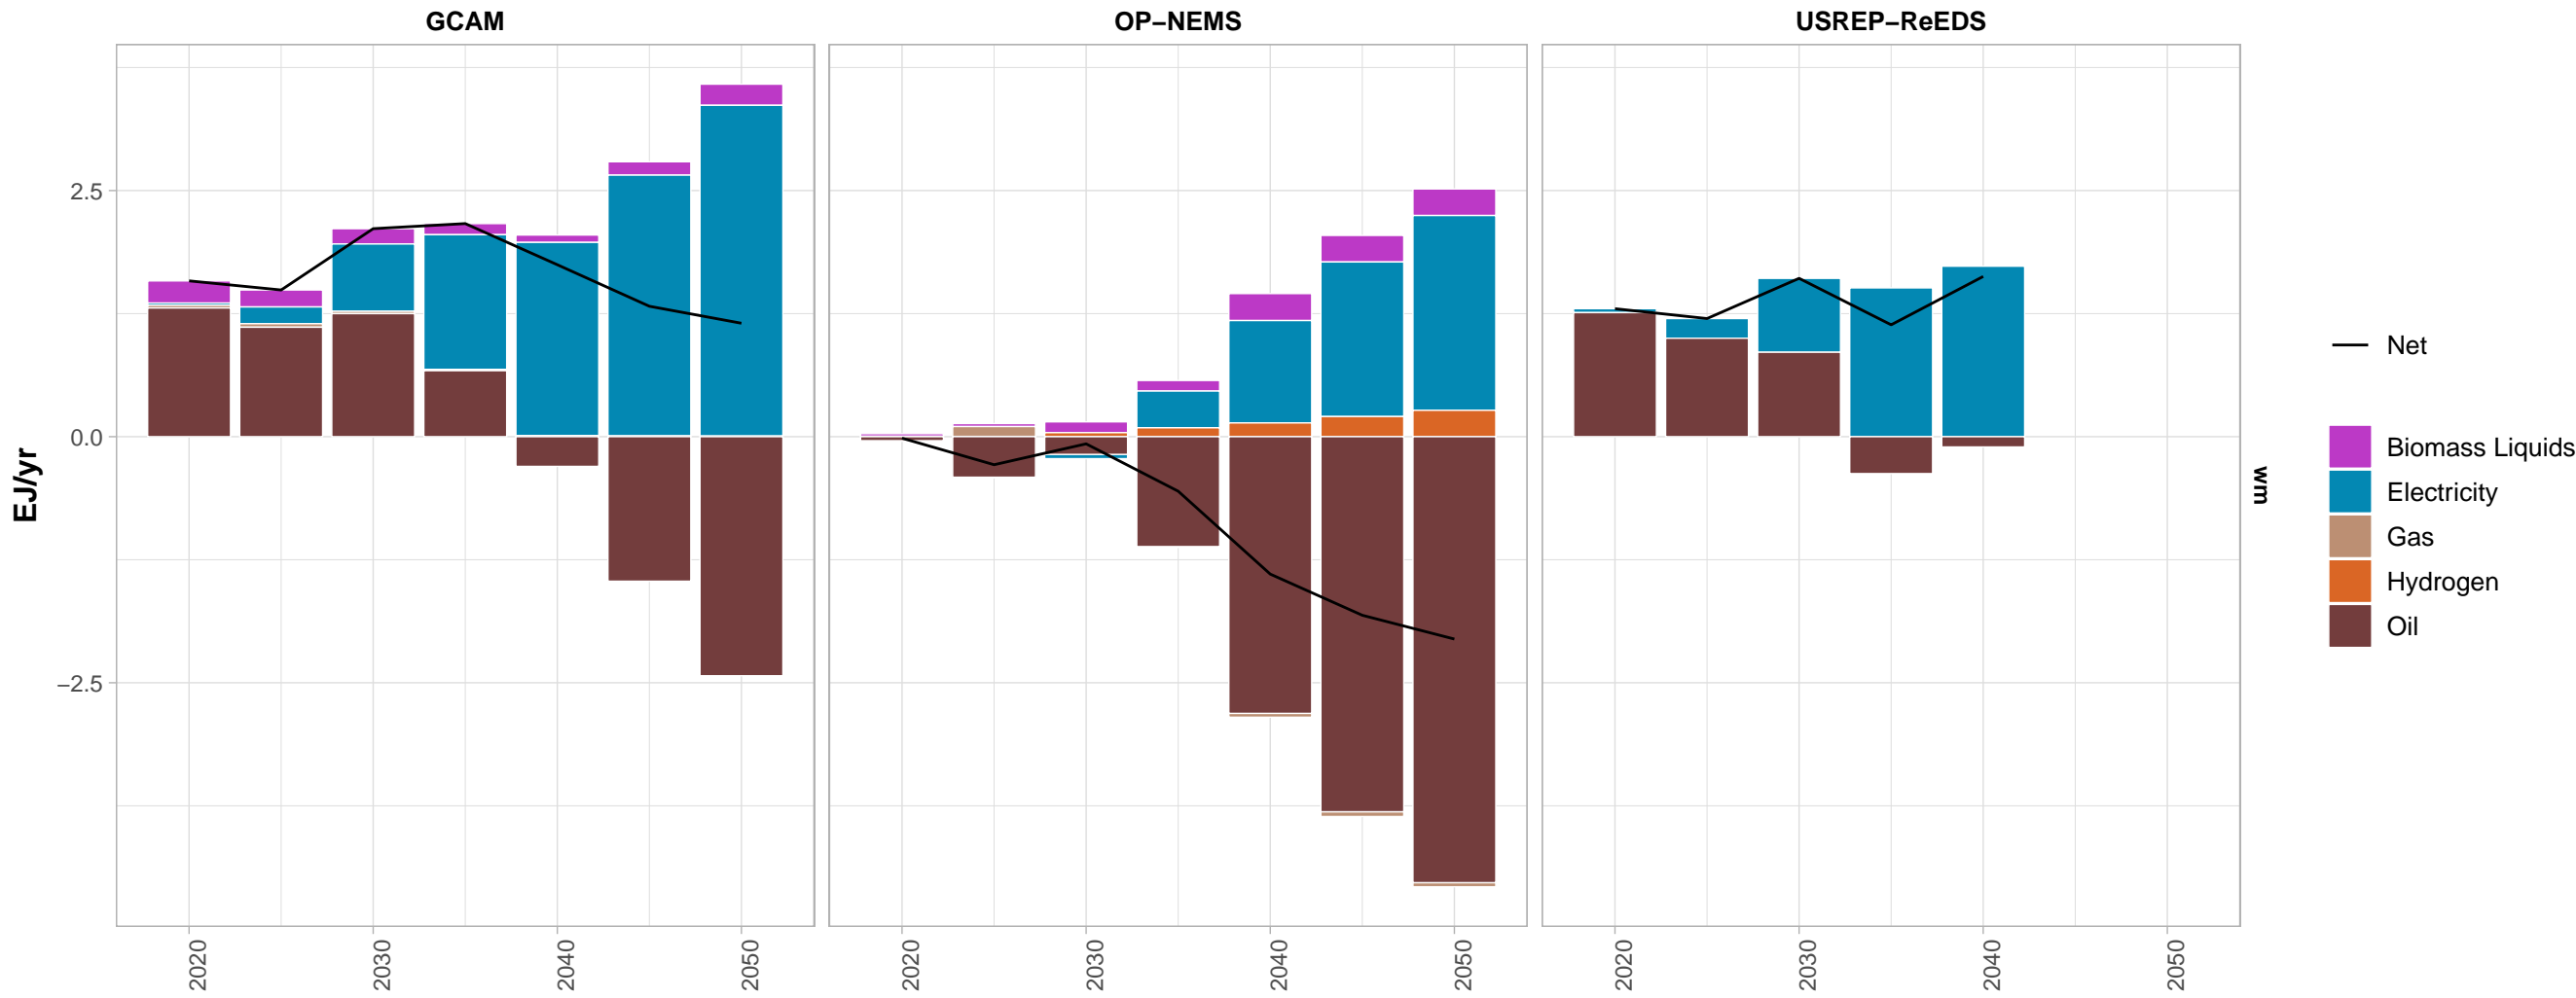 GCAM
OP−NEMS
USREP−ReEDS
EJ/yr
2.5
0.0
−2.5
2020
2030
2040
2050
2020
2030
2040
2050
2020
2030
2040
2050
wm
Net
Biomass Liquids
Electricity
Gas
Hydrogen
Oil